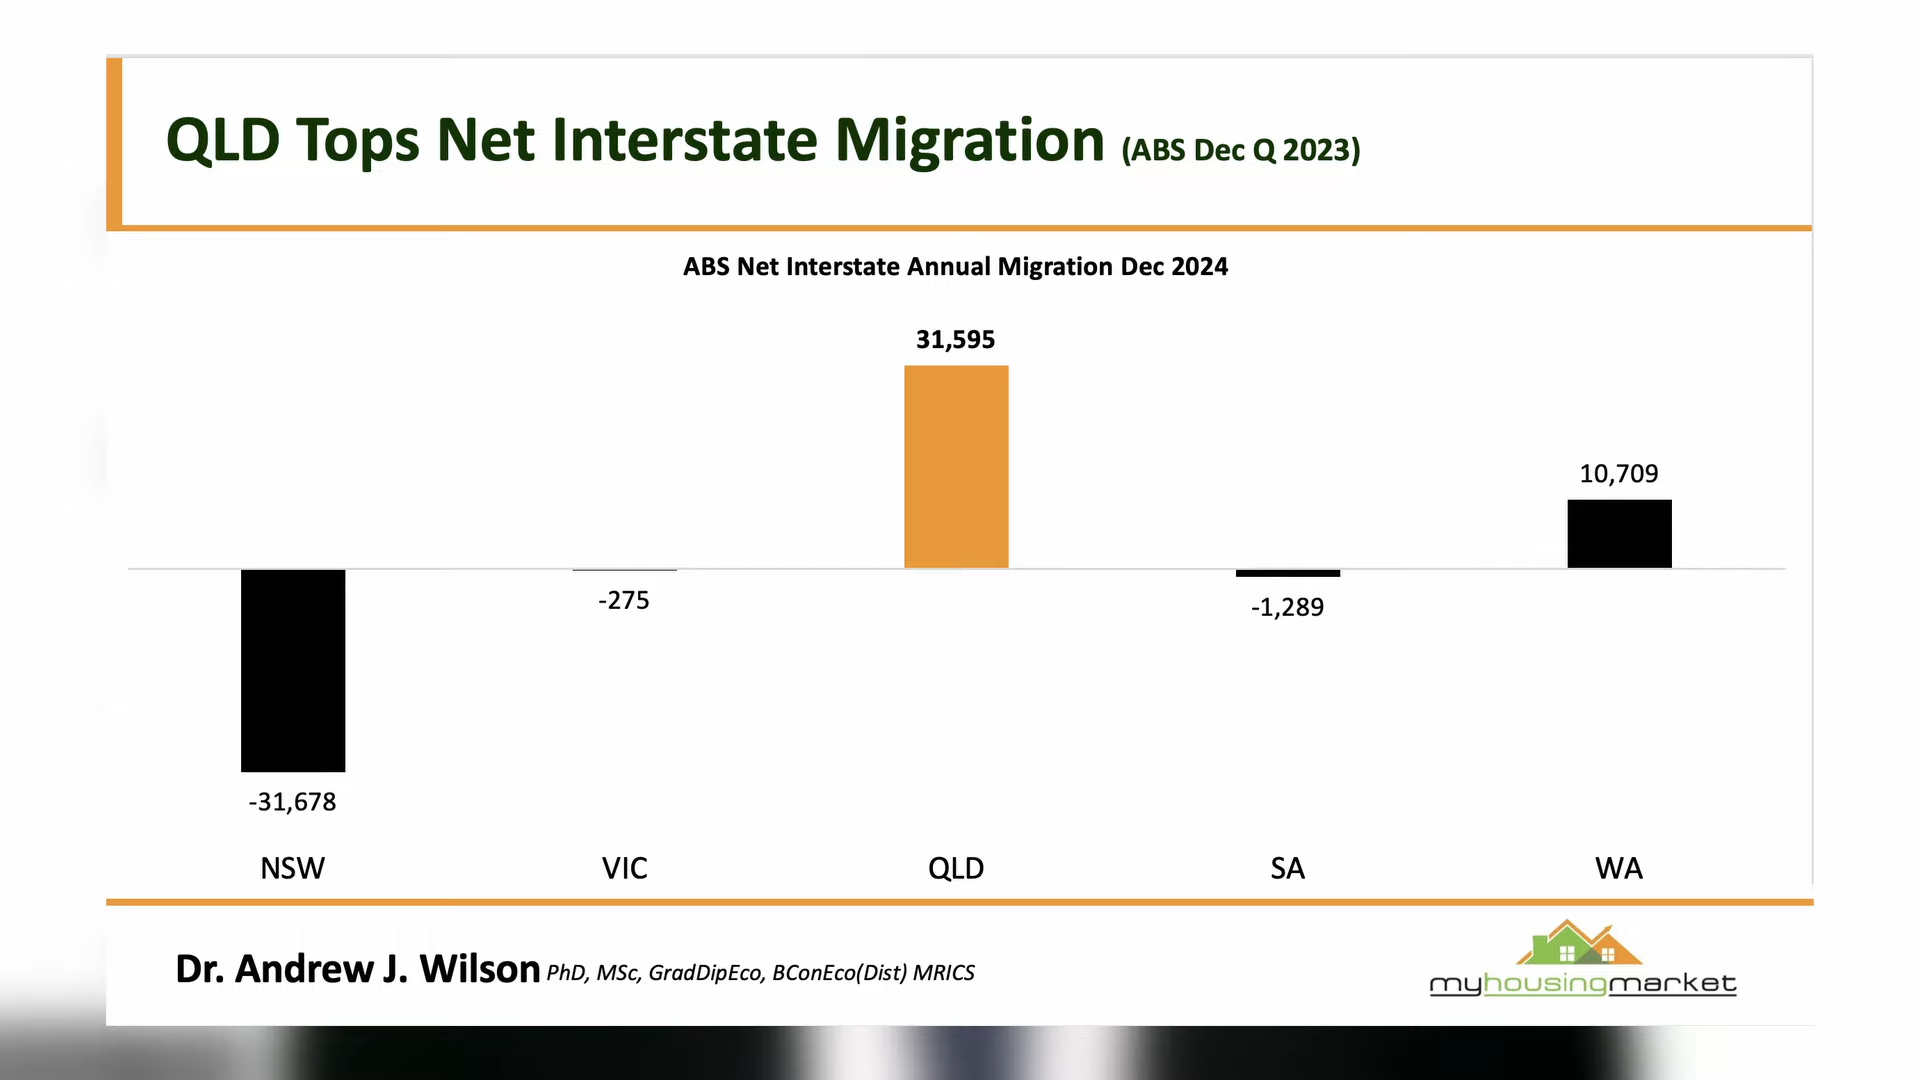 QLD Tops Net Interstate Migration (ABS Dec Q 2023)
ABS Net Interstate Annual Migration Dec 2024
31,595
10,709
-275
-1,289
-31,678
NSW VIC QLD SA WA
Dr. Andrew J. Wilson PhD, MSc, GradDipEco, BConEco(Dist) MRICS
myhousingmarket